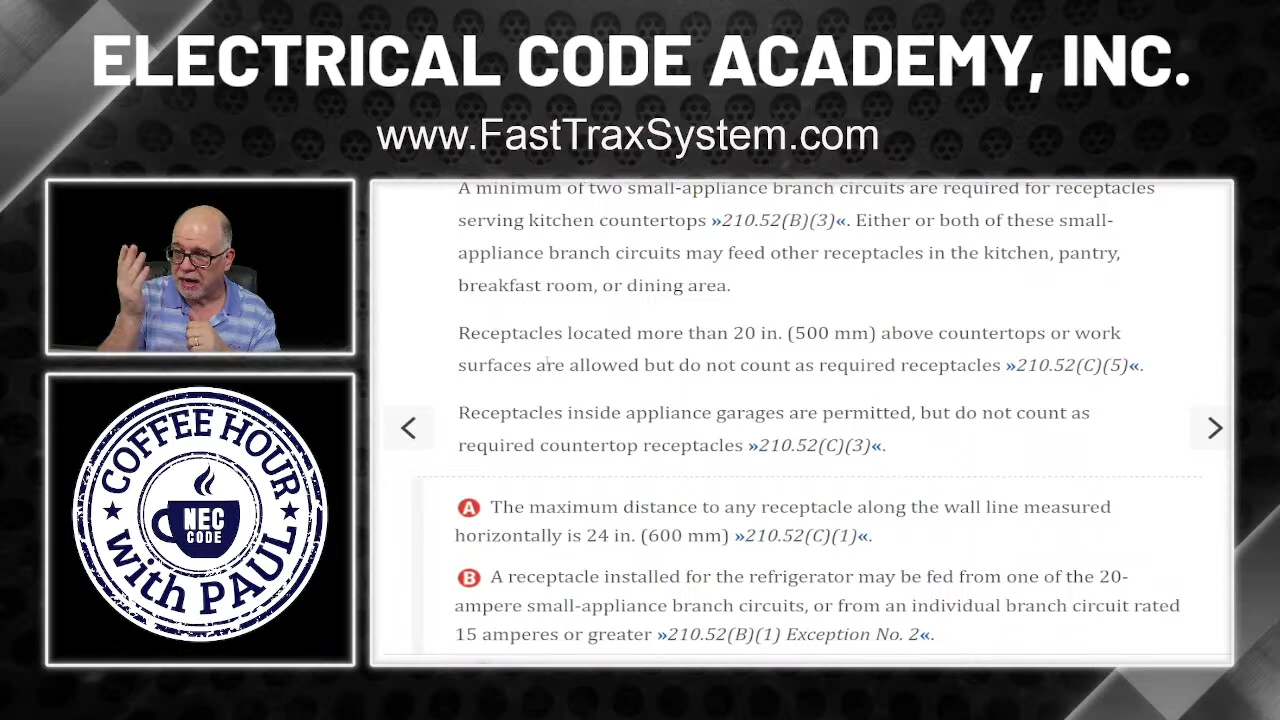 ELECTRICAL CODE ACADEMY, INC.
www.FastTraxSystem.com
A minimum of two small-appliance branch circuits are required for receptacles
serving kitchen countertops »210.52(B)(3)«. Either or both of these small-
appliance branch circuits may feed other receptacles in the kitchen, pantry,
breakfast room, or dining area.
Receptacles located more than 20 in. (500 mm) above countertops or work
surfaces are allowed but do not count as required receptacles »210.52(C)(5)«.
Receptacles inside appliance garages are permitted, but do not count as
required countertop receptacles »210.52(C)(3)«.
A The maximum distance to any receptacle along the wall line measured
horizontally is 24 in. (600 mm) »210.52(C)(1)«.
B A receptacle installed for the refrigerator may be fed from one of the 20-
ampere small-appliance branch circuits, or from an individual branch circuit rated
15 amperes or greater »210.52(B)(1) Exception No. 2«.
COFFEE HOUR
NEC
CODE
with PAUL